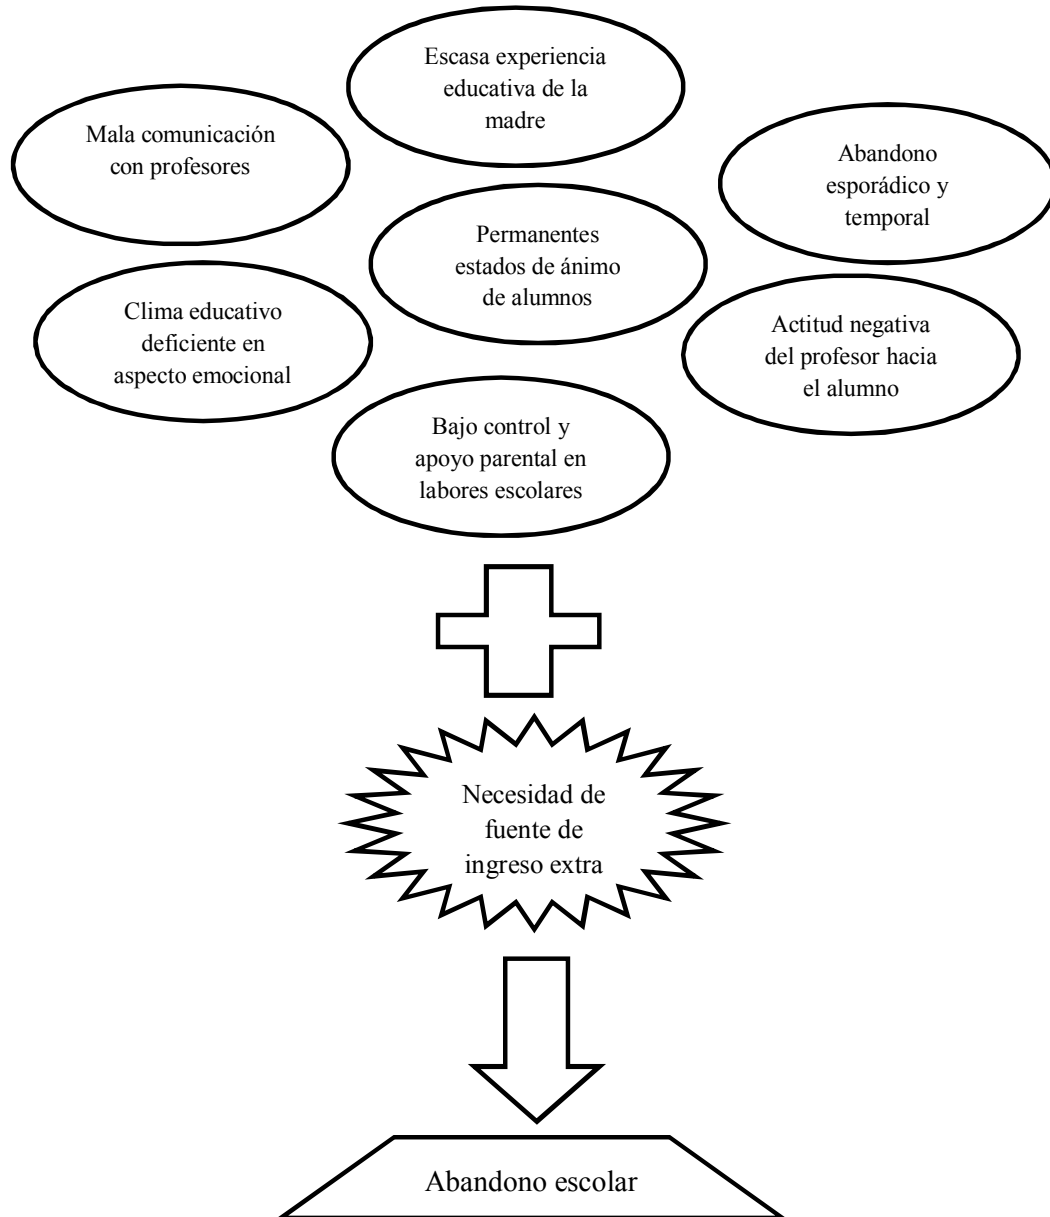 Escasa experiencia
educativa de la
madre
Mala comunicación
con profesores
Abandono
esporádico y
temporal
Permanentes
estados de ánimo
de alumnos
Clima educativo
deficiente en
aspecto emocional
Actitud negativa
del profesor hacia
el alumno
Bajo control y
apoyo parental en
labores escolares
Necesidad de
fuente de
ingreso extra
Abandono escolar